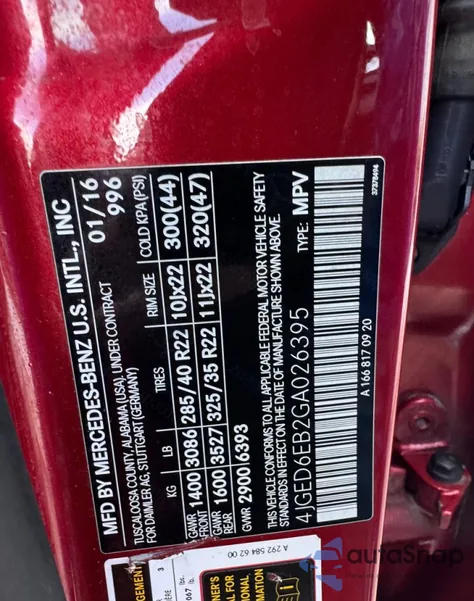 MFD BY MERCEDES-BENZ U.S. INTL., INC
TUSCALOOSA COUNTY, ALABAMA (USA), UNDER CONTRACT
FOR DAIMLER AG, STUTTGART (GERMANY)
01/16
996
KG LB TIRES RIM SIZE COLD KPA(PSI)
GAWR FRONT 1400 3086 285/40 R22 10Jx22 300(44)
GAWR REAR 1600 3527 325/35 R22 11Jx22 320(47)
GVWR 2900 6393
THIS VEHICLE CONFORMS TO ALL APPLICABLE FEDERAL MOTOR VEHICLE SAFETY
STANDARDS IN EFFECT ON THE DATE OF MANUFACTURE SHOWN ABOVE.
4JGED6EB2GA026395 TYPE: MPV
A 166 817 09 20
37378694
A 292 584 62 00
autoSnap